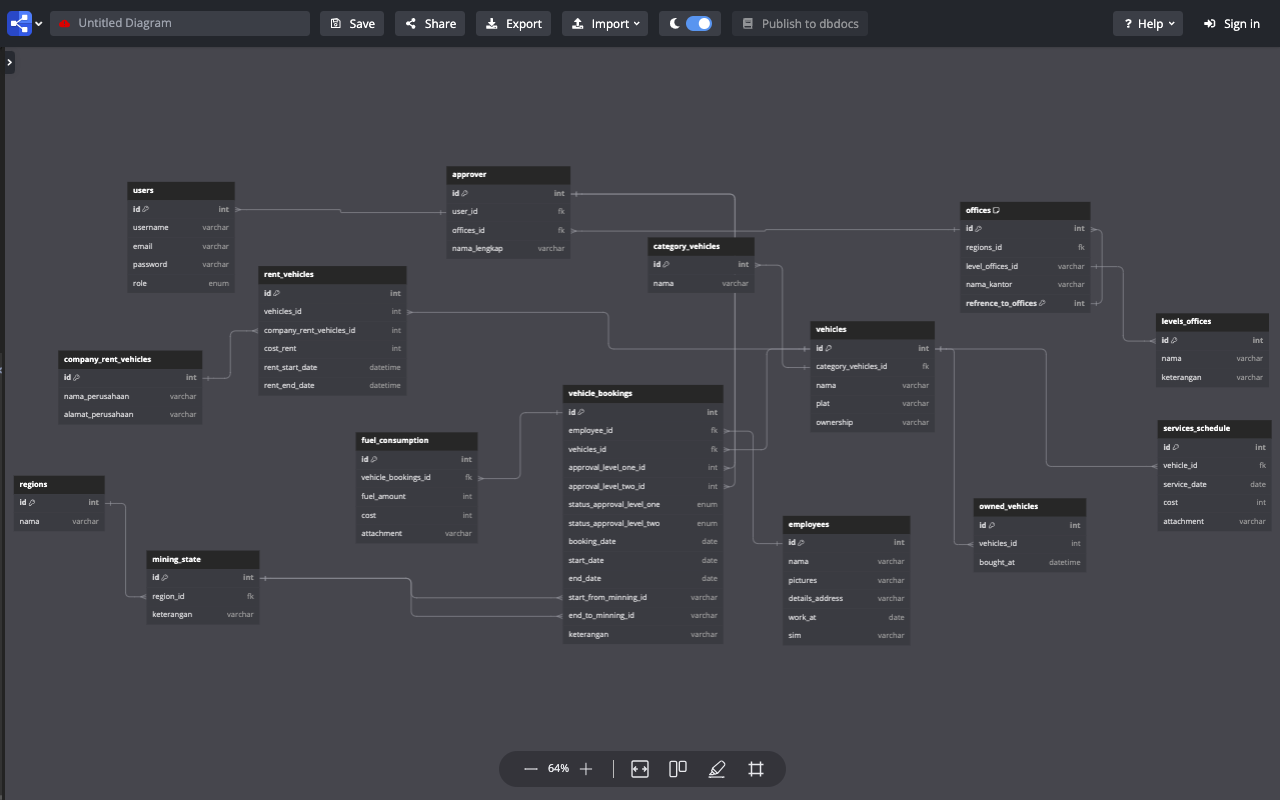 Untitled Diagram
Save
Share
Export
Import
Publish to dbdocs
Help
Sign in
users
id int
username varchar
email varchar
password varchar
role enum
approver
id int
user_id fk
offices_id fk
nama_lengkap varchar
offices
id int
regions_id fk
level_offices_id varchar
nama_kantor varchar
refrence_to_offices int
category_vehicles
id int
nama varchar
rent_vehicles
id int
vehicles_id int
company_rent_vehicles_id int
cost_rent int
rent_start_date datetime
rent_end_date datetime
levels_offices
id int
nama varchar
keterangan varchar
vehicles
id int
category_vehicles_id fk
nama varchar
plat varchar
ownership varchar
company_rent_vehicles
id int
nama_perusahaan varchar
alamat_perusahaan varchar
vehicle_bookings
id int
employee_id fk
vehicles_id fk
approval_level_one_id int
approval_level_two_id int
status_approval_level_one enum
status_approval_level_two enum
booking_date date
start_date date
end_date date
start_from_minning_id varchar
end_to_minning_id varchar
keterangan varchar
fuel_consumption
id int
vehicle_bookings_id fk
fuel_amount int
cost int
attachment varchar
services_schedule
id int
vehicle_id fk
service_date date
cost int
attachment varchar
regions
id int
nama varchar
owned_vehicles
id int
vehicles_id int
bought_at datetime
employees
id int
nama varchar
pictures varchar
details_address varchar
work_at date
sim varchar
mining_state
id int
region_id fk
keterangan varchar
64%